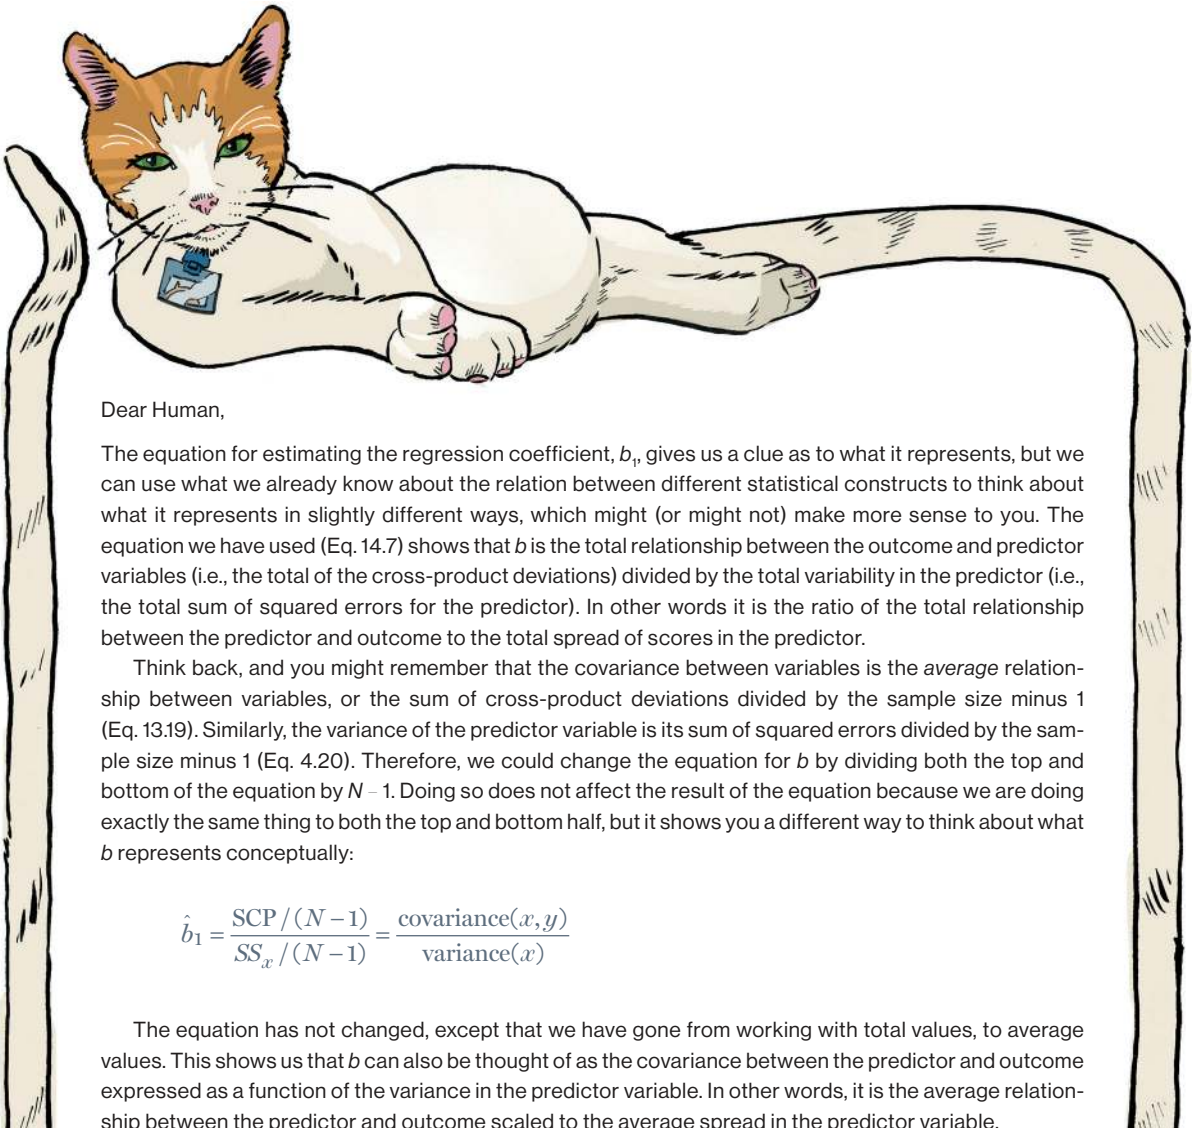 Dear Human,
The equation for estimating the regression coefficient, b₁, gives us a clue as to what it represents, but we
can use what we already know about the relation between different statistical constructs to think about
what it represents in slightly different ways, which might (or might not) make more sense to you. The
equation we have used (Eq. 14.7) shows that b is the total relationship between the outcome and predictor
variables (i.e., the total of the cross-product deviations) divided by the total variability in the predictor (i.e.,
the total sum of squared errors for the predictor). In other words it is the ratio of the total relationship
between the predictor and outcome to the total spread of scores in the predictor.
Think back, and you might remember that the covariance between variables is the average relation-
ship between variables, or the sum of cross-product deviations divided by the sample size minus 1
(Eq. 13.19). Similarly, the variance of the predictor variable is its sum of squared errors divided by the sam-
ple size minus 1 (Eq. 4.20). Therefore, we could change the equation for b by dividing both the top and
bottom of the equation by N – 1. Doing so does not affect the result of the equation because we are doing
exactly the same thing to both the top and bottom half, but it shows you a different way to think about what
b represents conceptually:
b̂₁ = (SCP / (N − 1)) / (SSₓ / (N − 1)) = covariance(x, y) / variance(x)
The equation has not changed, except that we have gone from working with total values, to average
values. This shows us that b can also be thought of as the covariance between the predictor and outcome
expressed as a function of the variance in the predictor variable. In other words, it is the average relation-
ship between the predictor and outcome scaled to the average spread in the predictor variable.